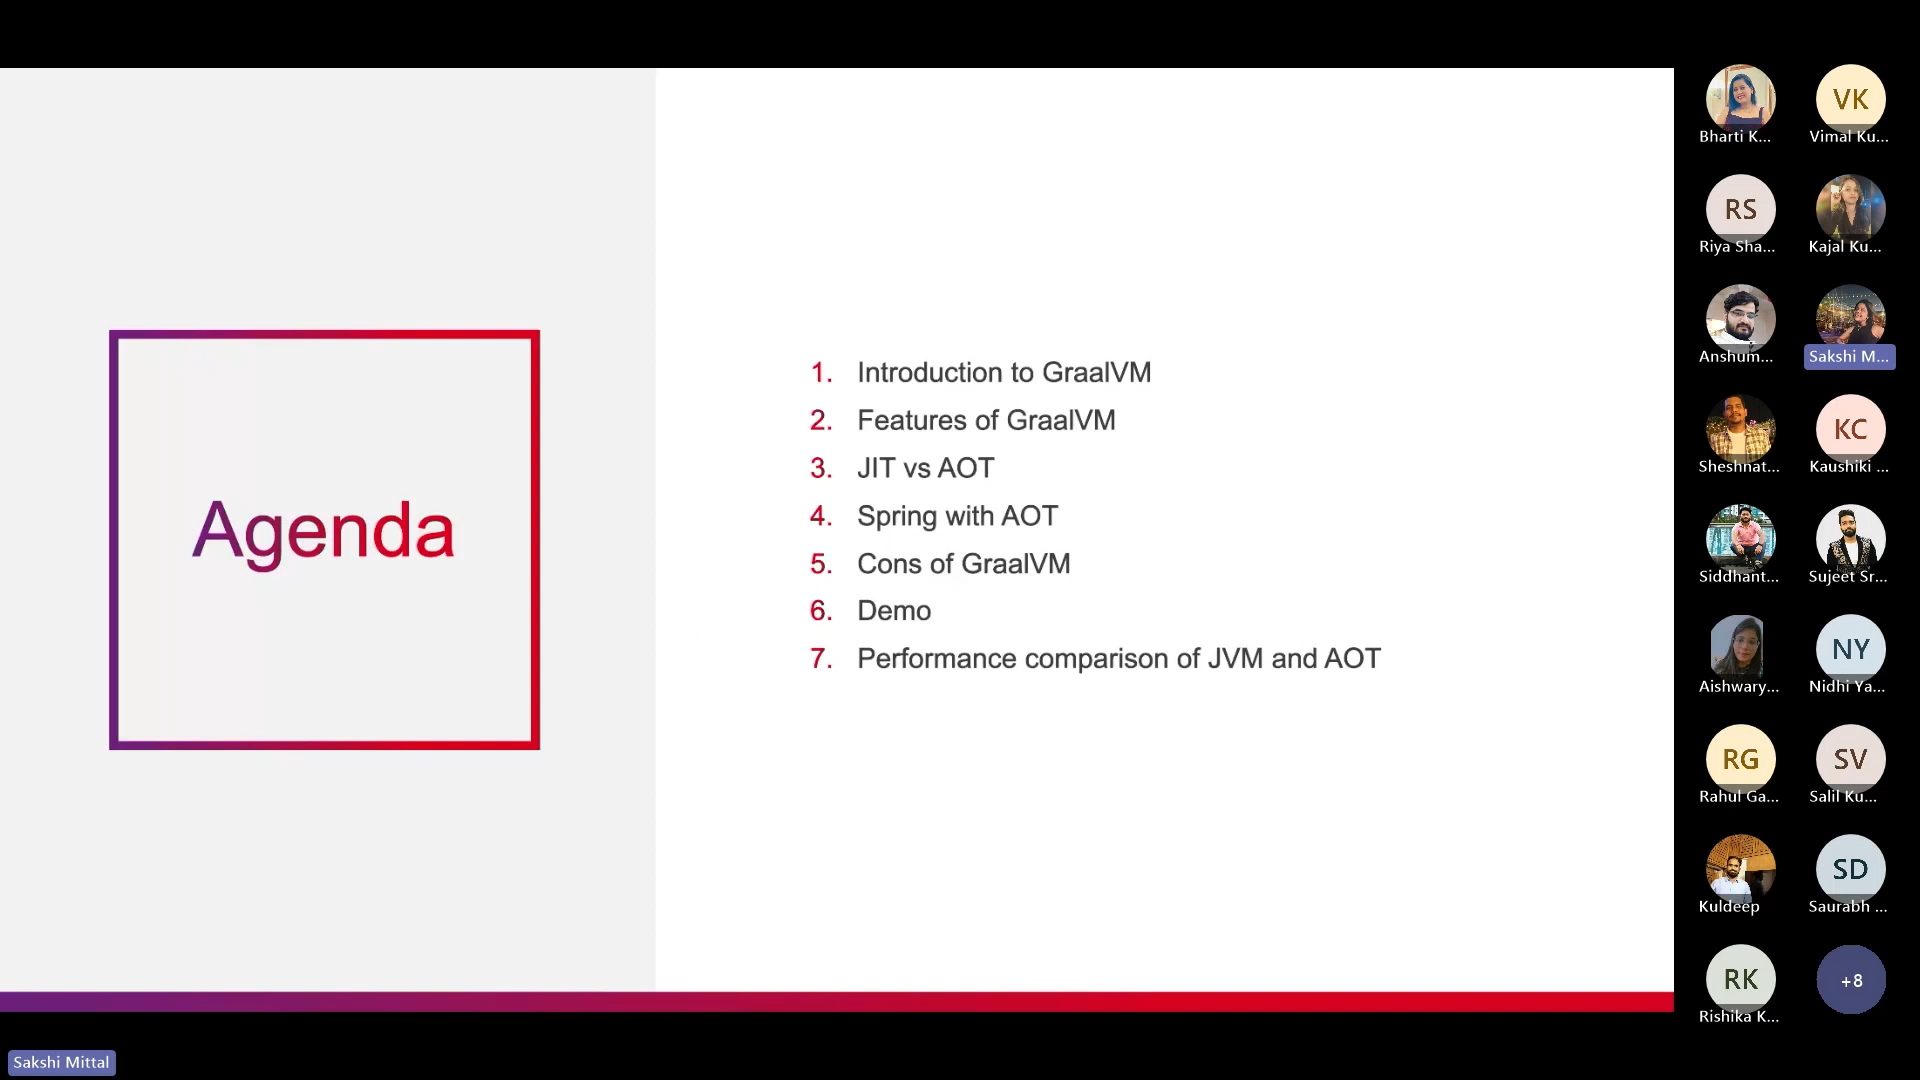 Agenda
1. Introduction to GraalVM
2. Features of GraalVM
3. JIT vs AOT
4. Spring with AOT
5. Cons of GraalVM
6. Demo
7. Performance comparison of JVM and AOT
Bharti K...
VK
Vimal Ku...
RS
Riya Sha...
Kajal Ku...
Anshum...
Sakshi M...
Sheshnat...
KC
Kaushiki ...
Siddhant...
Sujeet Sr...
Aishwary...
NY
Nidhi Ya...
RG
Rahul Ga...
SV
Salil Ku...
Kuldeep
SD
Saurabh ...
RK
Rishika K...
+8
Sakshi Mittal